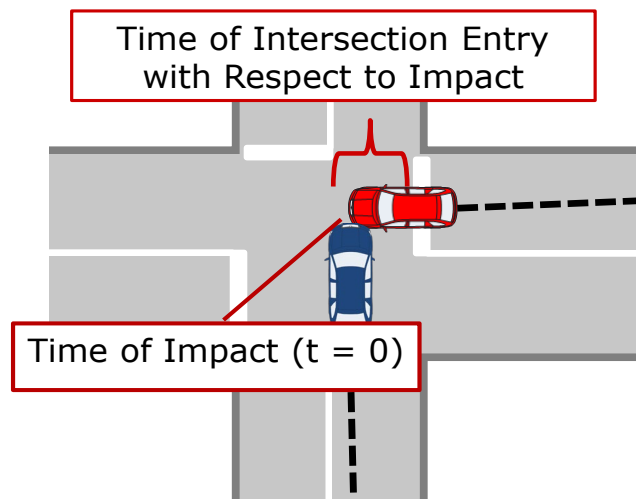 Time of Intersection Entry
with Respect to Impact
Time of Impact (t = 0)